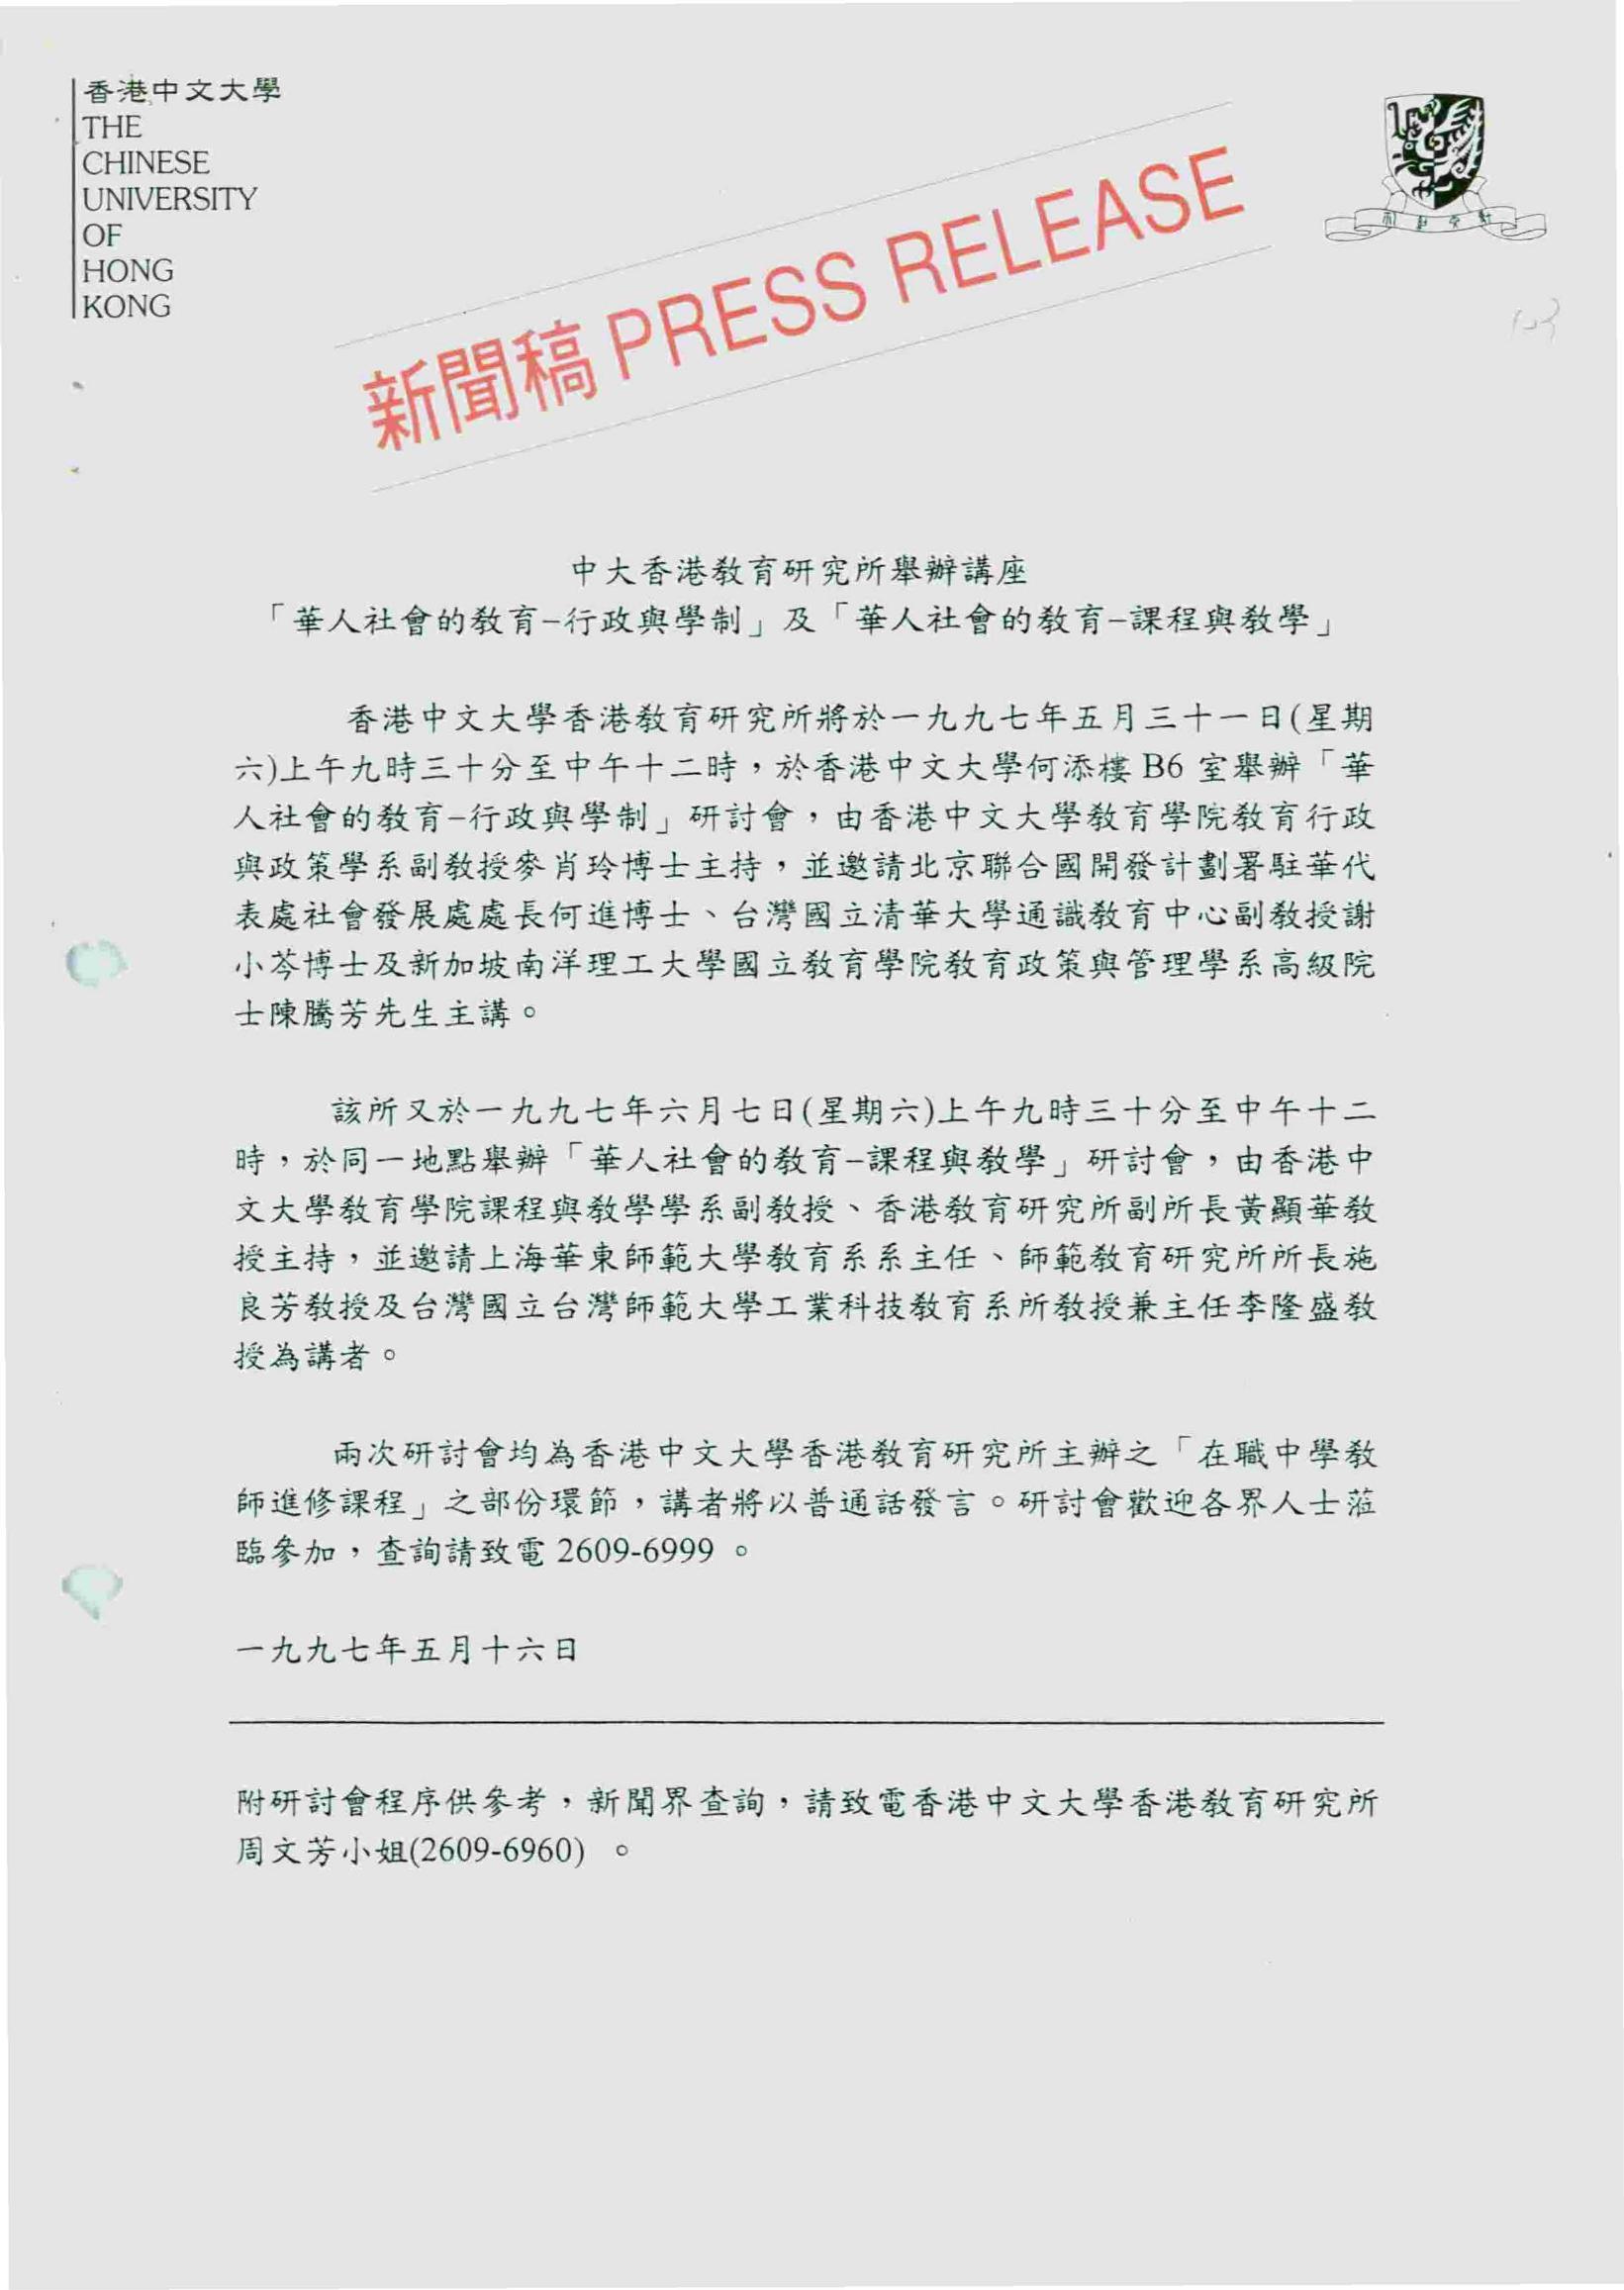 香港中文大學
THE
CHINESE
UNIVERSITY
OF
HONG
KONG
新聞稿 PRESS RELEASE
中大香港教育研究所舉辦講座
「華人社會的教育–行政與學制」及「華人社會的教育–課程與教學」
香港中文大學香港教育研究所將於一九九七年五月三十一日(星期
六)上午九時三十分至中午十二時，於香港中文大學何添樓 B6 室舉辦「華
人社會的教育–行政與學制」研討會，由香港中文大學教育學院教育行政
與政策學系副教授麥肖玲博士主持，並邀請北京聯合國開發計劃署駐華代
表處社會發展處處長何進博士、台灣國立清華大學通識教育中心副教授謝
小芩博士及新加坡南洋理工大學國立教育學院教育政策與管理學系高級院
士陳騰芳先生主講。
該所又於一九九七年六月七日(星期六)上午九時三十分至中午十二
時，於同一地點舉辦「華人社會的教育–課程與教學」研討會，由香港中
文大學教育學院課程與教學學系副教授、香港教育研究所副所長黃顯華教
授主持，並邀請上海華東師範大學教育系系主任、師範教育研究所所長施
良芳教授及台灣國立台灣師範大學工業科技教育系所教授兼主任李隆盛教
授為講者。
兩次研討會均為香港中文大學香港教育研究所主辦之「在職中學教
師進修課程」之部份環節，講者將以普通話發言。研討會歡迎各界人士蒞
臨參加，查詢請致電 2609-6999 。
一九九七年五月十六日
附研討會程序供參考，新聞界查詢，請致電香港中文大學香港教育研究所
周文芳小姐(2609-6960) 。